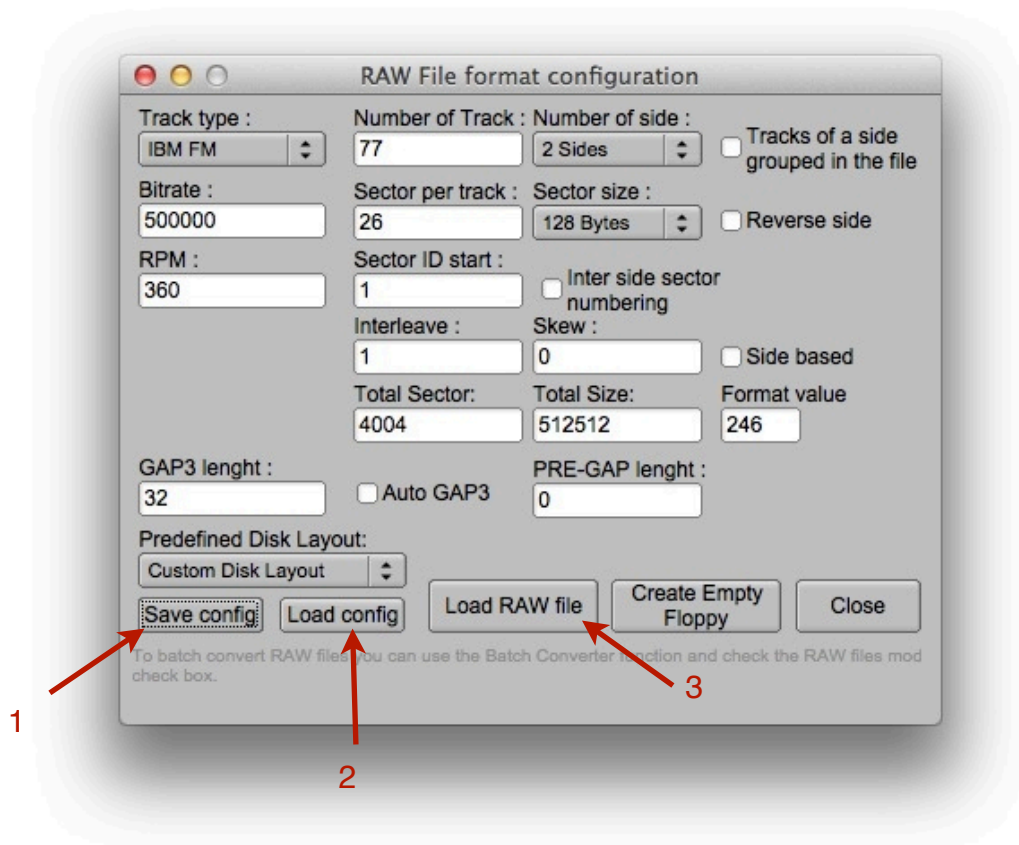 RAW File format configuration
Track type :
IBM FM
Number of Track :
77
Number of side :
2 Sides
Tracks of a side
grouped in the file
Bitrate :
500000
Sector per track :
26
Sector size :
128 Bytes
Reverse side
RPM :
360
Sector ID start :
1
Inter side sector
numbering
Interleave :
1
Skew :
0
Side based
Total Sector:
4004
Total Size:
512512
Format value
246
GAP3 lenght :
32
Auto GAP3
PRE-GAP lenght :
0
Predefined Disk Layout:
Custom Disk Layout
Save config
Load config
Load RAW file
Create Empty
Floppy
Close
To batch convert RAW files you can use the Batch Converter function and check the RAW files mod
check box.
1
2
3